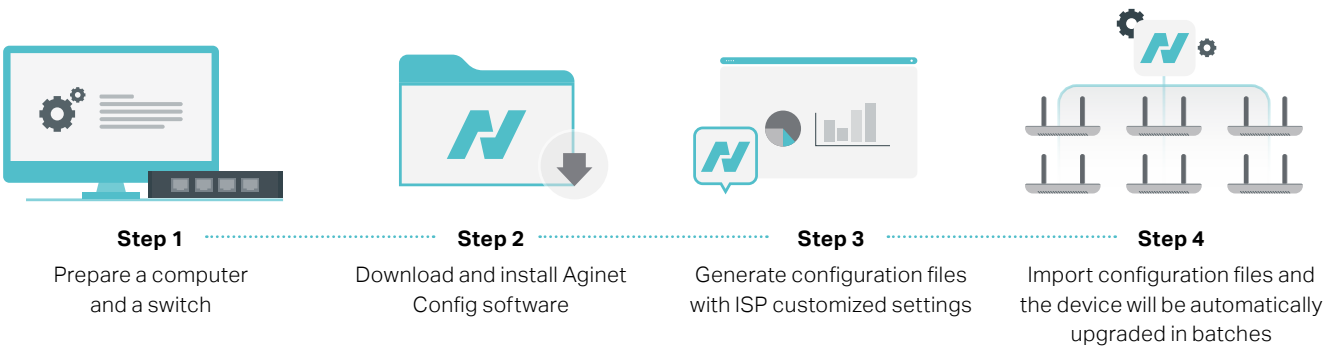 Step 1
Prepare a computer
and a switch
Step 2
Download and install Aginet
Config software
Step 3
Generate configuration files
with ISP customized settings
Step 4
Import configuration files and
the device will be automatically
upgraded in batches